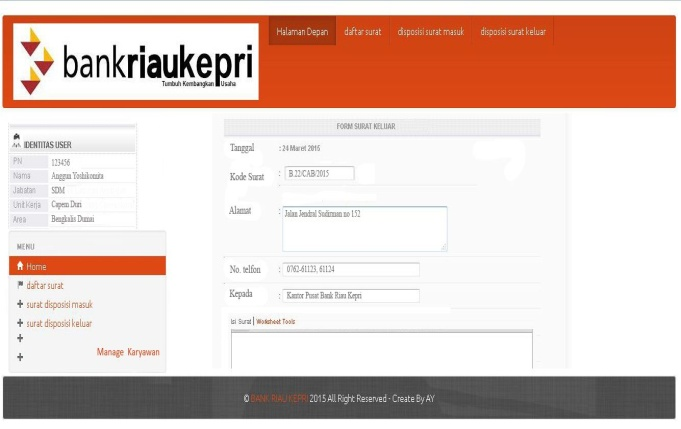 bankriaukepri
Tumbuh Kembangkan Usaha
Halaman Depan daftar surat disposisi surat masuk disposisi surat keluar
IDENTITAS USER
PN 123456
Nama Anggun Yoshikomita
Jabatan SDM
Unit Kerja Capem Duri
Area Bengkalis Dumai
MENU
Home
daftar surat
surat disposisi masuk
surat disposisi keluar
Manage Karyawan
FORM SURAT KELUAR
Tanggal : 24 Maret 2015
Kode Surat : B.22/CAB/2015
Alamat : Jalan Jendral Sudirman no 152
No. telfon : 0762-61123, 61124
Kepada : Kantor Pusat Bank Riau Kepri
Isi Surat | Worksheet Tools
© BANK RIAU KEPRI 2015 All Right Reserved - Create By AY